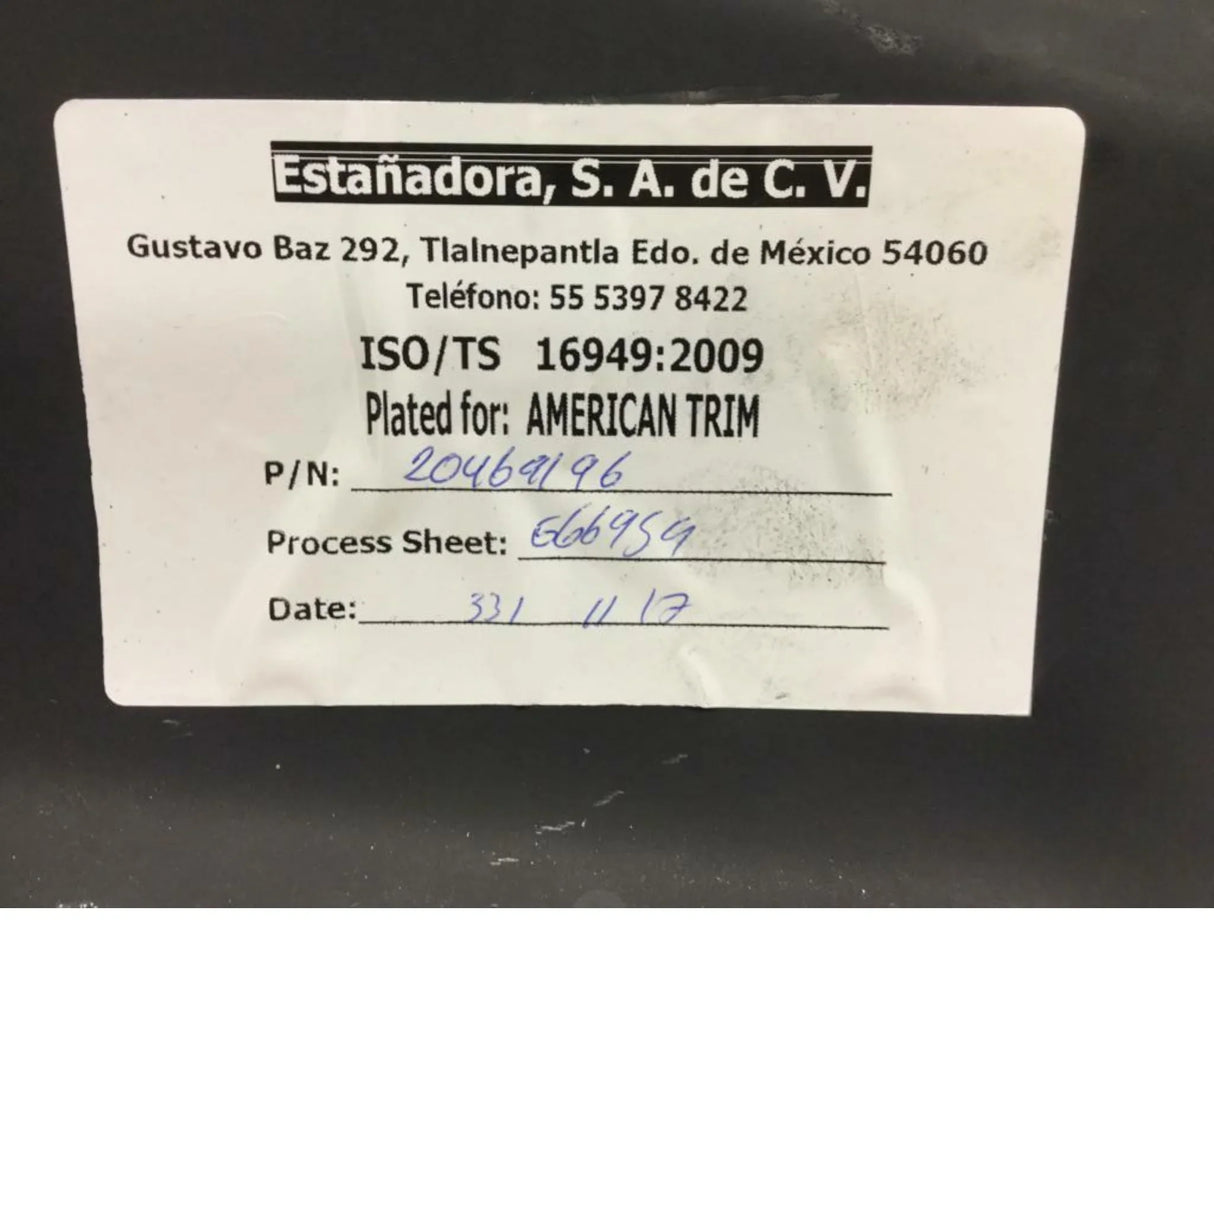 Estañadora, S. A. de C. V.
Gustavo Baz 292, Tlalnepantla Edo. de México 54060
Teléfono: 55 5397 8422
ISO/TS 16949:2009
Plated for: AMERICAN TRIM
P/N: 20469196
Process Sheet: G66959
Date: 331 11 17